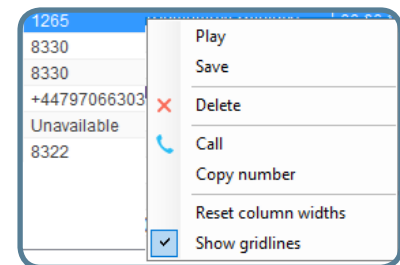 1265
8330
8330
+44797066303
Unavailable
8322
Play
Save
Delete
Call
Copy number
Reset column widths
Show gridlines